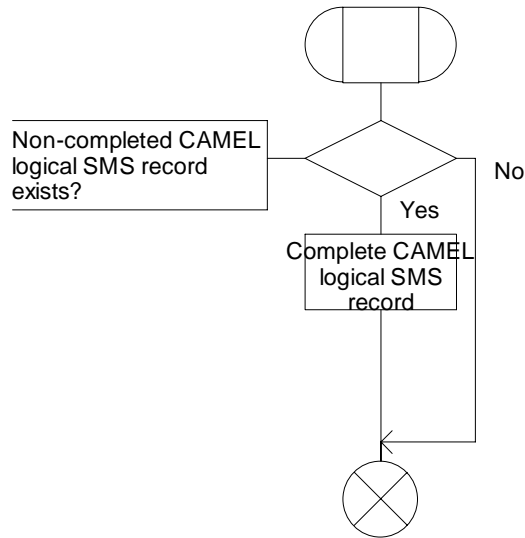 Non-completed CAMEL
logical SMS record
exists?
No
Yes
Complete CAMEL
logical SMS
record